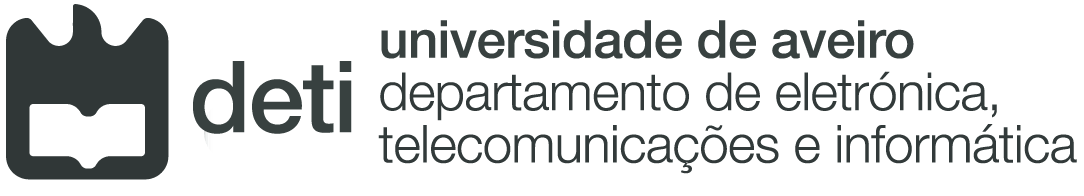 deti
universidade de aveiro
departamento de eletrónica,
telecomunicações e informática